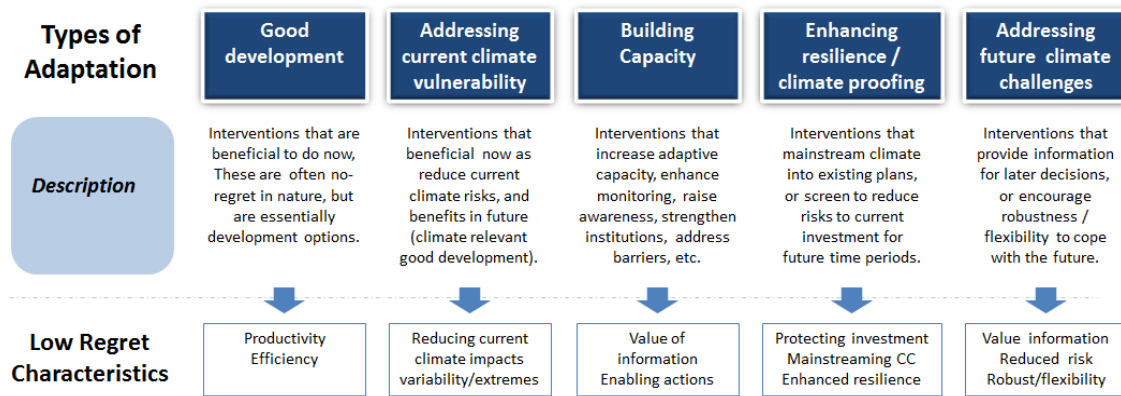 Types of
Adaptation
Good
development
Addressing
current climate
vulnerability
Building
Capacity
Enhancing
resilience /
climate proofing
Addressing
future climate
challenges
Description
Interventions that are
beneficial to do now,
These are often no-
regret in nature, but
are essentially
development options.
Interventions that
beneficial now as
reduce current
climate risks, and
benefits in future
(climate relevant
good development).
Interventions that
increase adaptive
capacity, enhance
monitoring, raise
awareness, strengthen
institutions, address
barriers, etc.
Interventions that
mainstream climate
into existing plans,
or screen to reduce
risks to current
investment for
future time periods.
Interventions that
provide information
for later decisions,
or encourage
robustness /
flexibility to cope
with the future.
Low Regret
Characteristics
Productivity
Efficiency
Reducing current
climate impacts
variability/extremes
Value of
information
Enabling actions
Protecting investment
Mainstreaming CC
Enhanced resilience
Value information
Reduced risk
Robust/flexibility